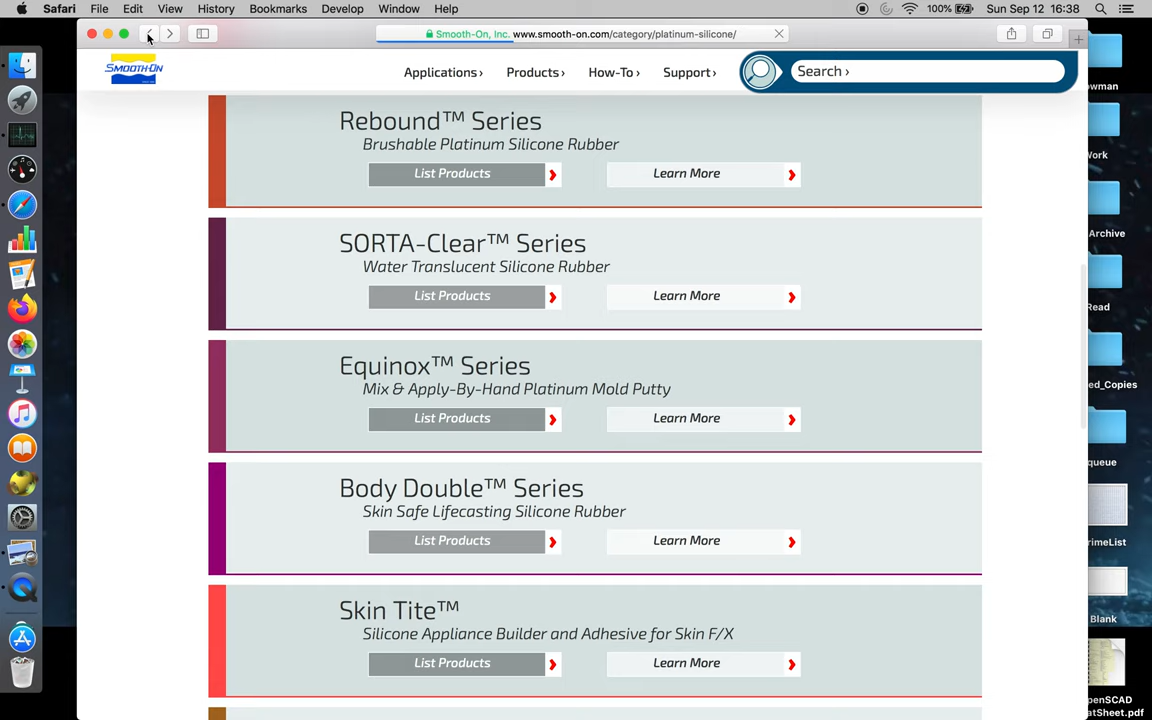 Safari File Edit View History Bookmarks Develop Window Help 100% Sun Sep 12 16:38
Smooth-On, Inc. www.smooth-on.com/category/platinum-silicone/
SMOOTH-ON Applications› Products› How-To › Support› Search ›
Rebound™ Series
Brushable Platinum Silicone Rubber
List Products Learn More
SORTA-Clear™ Series
Water Translucent Silicone Rubber
List Products Learn More
Equinox™ Series
Mix & Apply-By-Hand Platinum Mold Putty
List Products Learn More
Body Double™ Series
Skin Safe Lifecasting Silicone Rubber
List Products Learn More
Skin Tite™
Silicone Appliance Builder and Adhesive for Skin F/X
List Products Learn More
owman
Work
Archive
Read
ed_Copies
queue
rimeList
Blank
penSCAD
atSheet.pdf